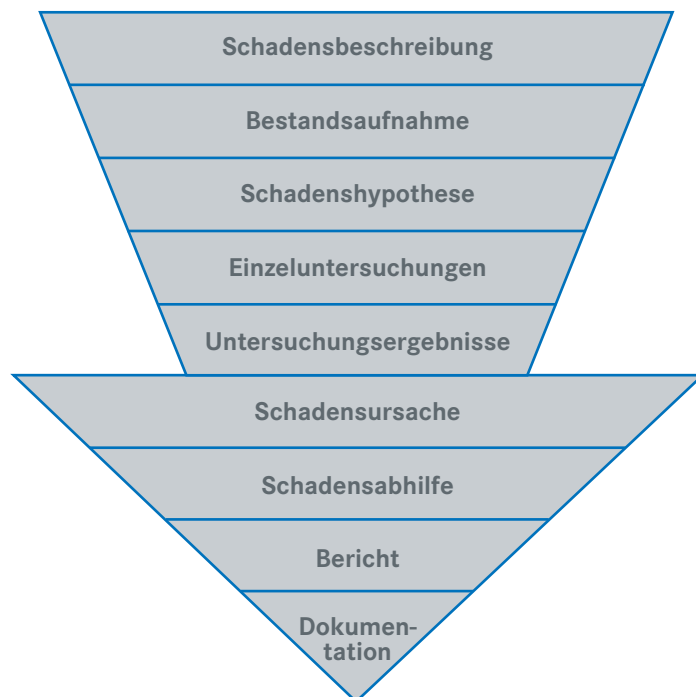 Schadensbeschreibung
Bestandsaufnahme
Schadenshypothese
Einzeluntersuchungen
Untersuchungsergebnisse
Schadensursache
Schadensabhilfe
Bericht
Dokumen-
tation